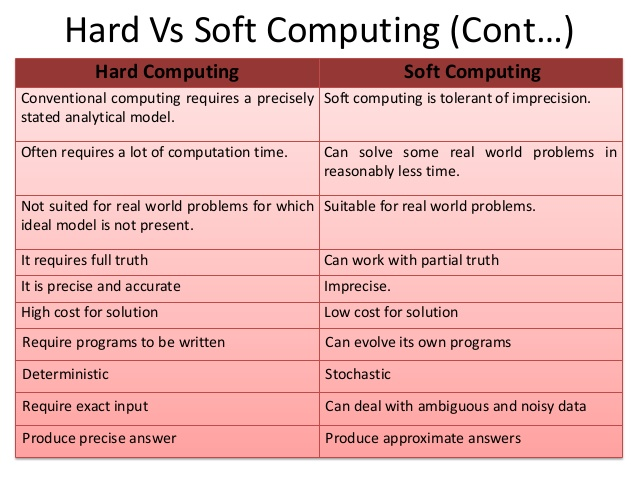 Hard Vs Soft Computing (Cont…)
Hard Computing
Soft Computing
Conventional computing requires a precisely
stated analytical model.
Soft computing is tolerant of imprecision.
Often requires a lot of computation time.
Can solve some real world problems in
reasonably less time.
Not suited for real world problems for which
ideal model is not present.
Suitable for real world problems.
It requires full truth
Can work with partial truth
It is precise and accurate
Imprecise.
High cost for solution
Low cost for solution
Require programs to be written
Can evolve its own programs
Deterministic
Stochastic
Require exact input
Can deal with ambiguous and noisy data
Produce precise answer
Produce approximate answers